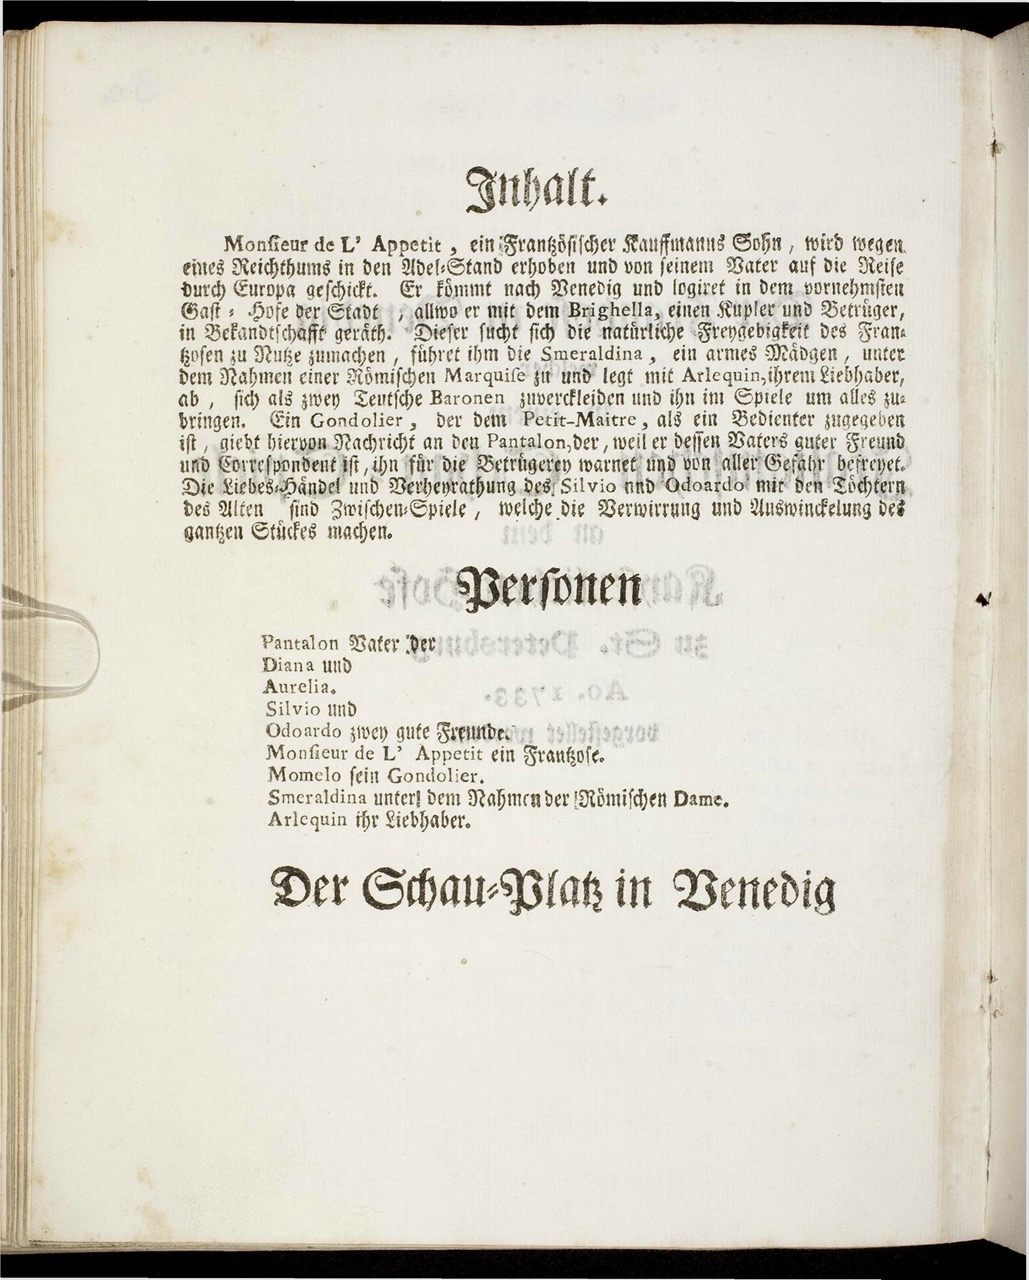 Inhalt.
Monsieur de L' Appetit , ein Frantzösischer Kauffmanns Sohn , wird wegen
eines Reichthums in den Adel-Stand erhoben und von seinem Vater auf die Reise
durch Europa geschickt. Er kömmt nach Venedig und logiret in dem vornehmsten
Gast - Hofe der Stadt , allwo er mit dem Brighella, einen Kupler und Betrüger,
in Bekandtschafft geräth. Dieser sucht sich die natürliche Freygebigkeit des Fran-
tzosen zu Nutze zumachen , führet ihm die Smeraldina , ein armes Mädgen , unter
dem Nahmen einer Römischen Marquise zu und legt mit Arlequin, ihrem Liebhaber,
ab , sich als zwey Teutsche Baronen zuverckleiden und ihn im Spiele um alles zu-
bringen. Ein Gondolier, der dem Petit-Maitre, als ein Bedienter zugegeben
ist , giebt hiervon Nachricht an den Pantalon, der , weil er dessen Vaters guter Freund
und Correspondent ist , ihn für die Betrügerey warnet und von aller Gefahr befreyet.
Die Liebes-Händel und Verheyrathung des Silvio nnd Odoardo mit den Töchtern
des Alten sind Zwischen-Spiele , welche die Verwirrung und Auswinckelung des
gantzen Stückes machen.
Personen
Pantalon Vater der
Diana und
Aurelia.
Silvio und
Odoardo zwey gute Freunde.
Monsieur de L' Appetit ein Frantzose.
Momelo sein Gondolier.
Smeraldina unter dem Nahmen der Römischen Dame.
Arlequin ihr Liebhaber.
Der Schau-Platz in Venedig